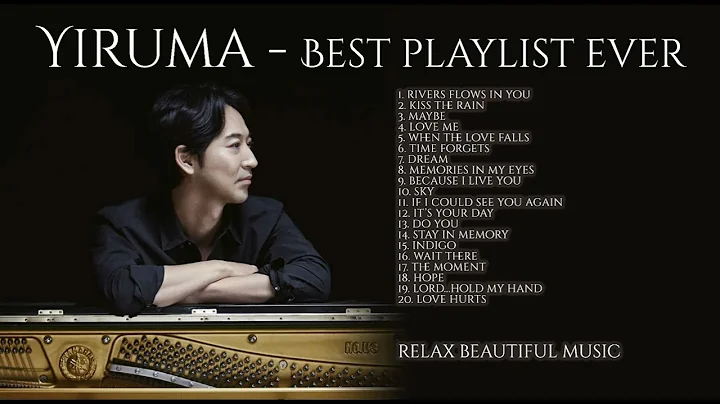 YIRUMA - BEST PLAYLIST EVER
1. RIVERS FLOWS IN YOU
2. KISS THE RAIN
3. MAYBE
4. LOVE ME
5. WHEN THE LOVE FALLS
6. TIME FORGETS
7. DREAM
8. MEMORIES IN MY EYES
9. BECAUSE I LIVE YOU
10. SKY
11. IF I COULD SEE YOU AGAIN
12. IT'S YOUR DAY
13. DO YOU
14. STAY IN MEMORY
15. INDIGO
16. WAIT THERE
17. THE MOMENT
18. HOPE
19. LORD...HOLD MY HAND
20. LOVE HURTS
RELAX BEAUTIFUL MUSIC